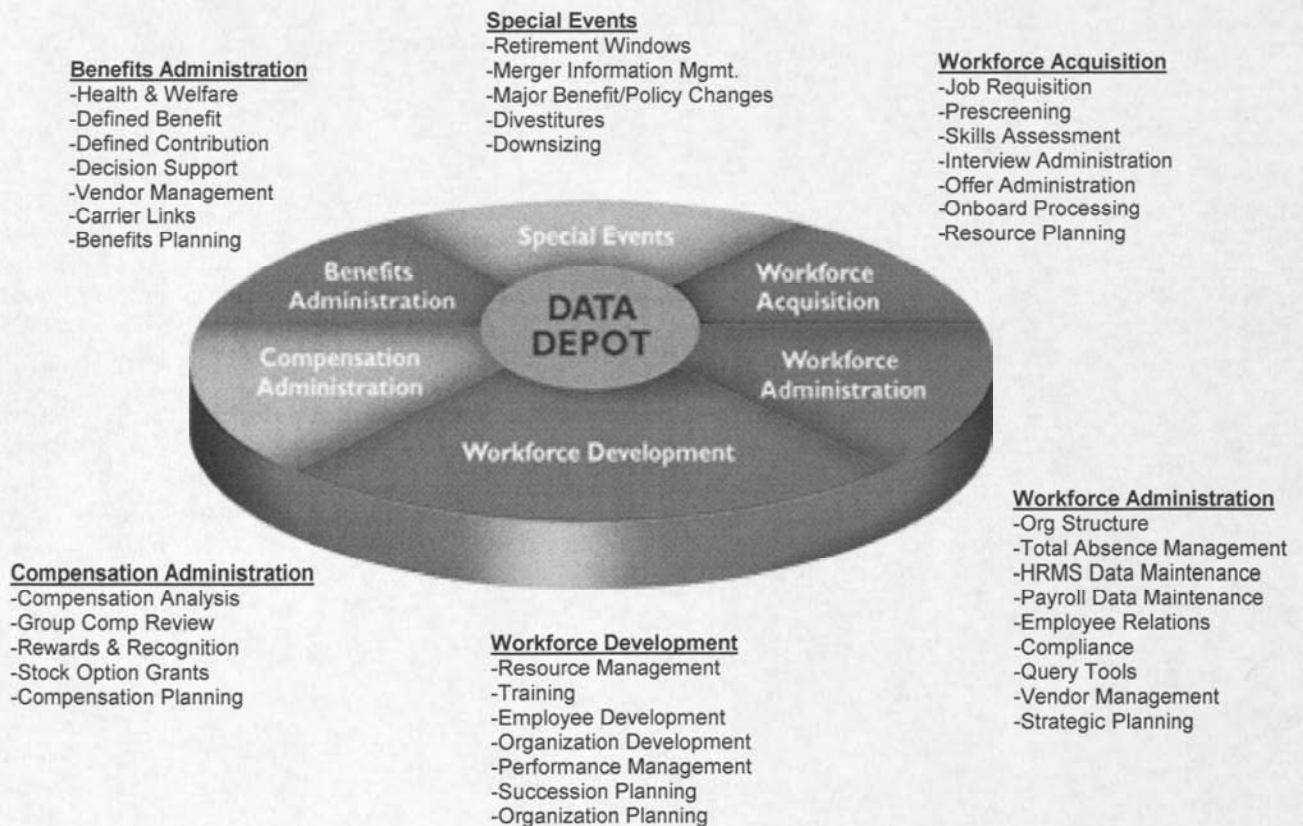 Special Events
-Retirement Windows
-Merger Information Mgmt.
-Major Benefit/Policy Changes
-Divestitures
-Downsizing
Benefits Administration
-Health & Welfare
-Defined Benefit
-Defined Contribution
-Decision Support
-Vendor Management
-Carrier Links
-Benefits Planning
Workforce Acquisition
-Job Requisition
-Prescreening
-Skills Assessment
-Interview Administration
-Offer Administration
-Onboard Processing
-Resource Planning
Special Events
Benefits
Administration
Workforce
Acquisition
DATA
DEPOT
Compensation
Administration
Workforce
Administration
Workforce Development
Workforce Administration
-Org Structure
-Total Absence Management
-HRMS Data Maintenance
-Payroll Data Maintenance
-Employee Relations
-Compliance
-Query Tools
-Vendor Management
-Strategic Planning
Compensation Administration
-Compensation Analysis
-Group Comp Review
-Rewards & Recognition
-Stock Option Grants
-Compensation Planning
Workforce Development
-Resource Management
-Training
-Employee Development
-Organization Development
-Performance Management
-Succession Planning
-Organization Planning